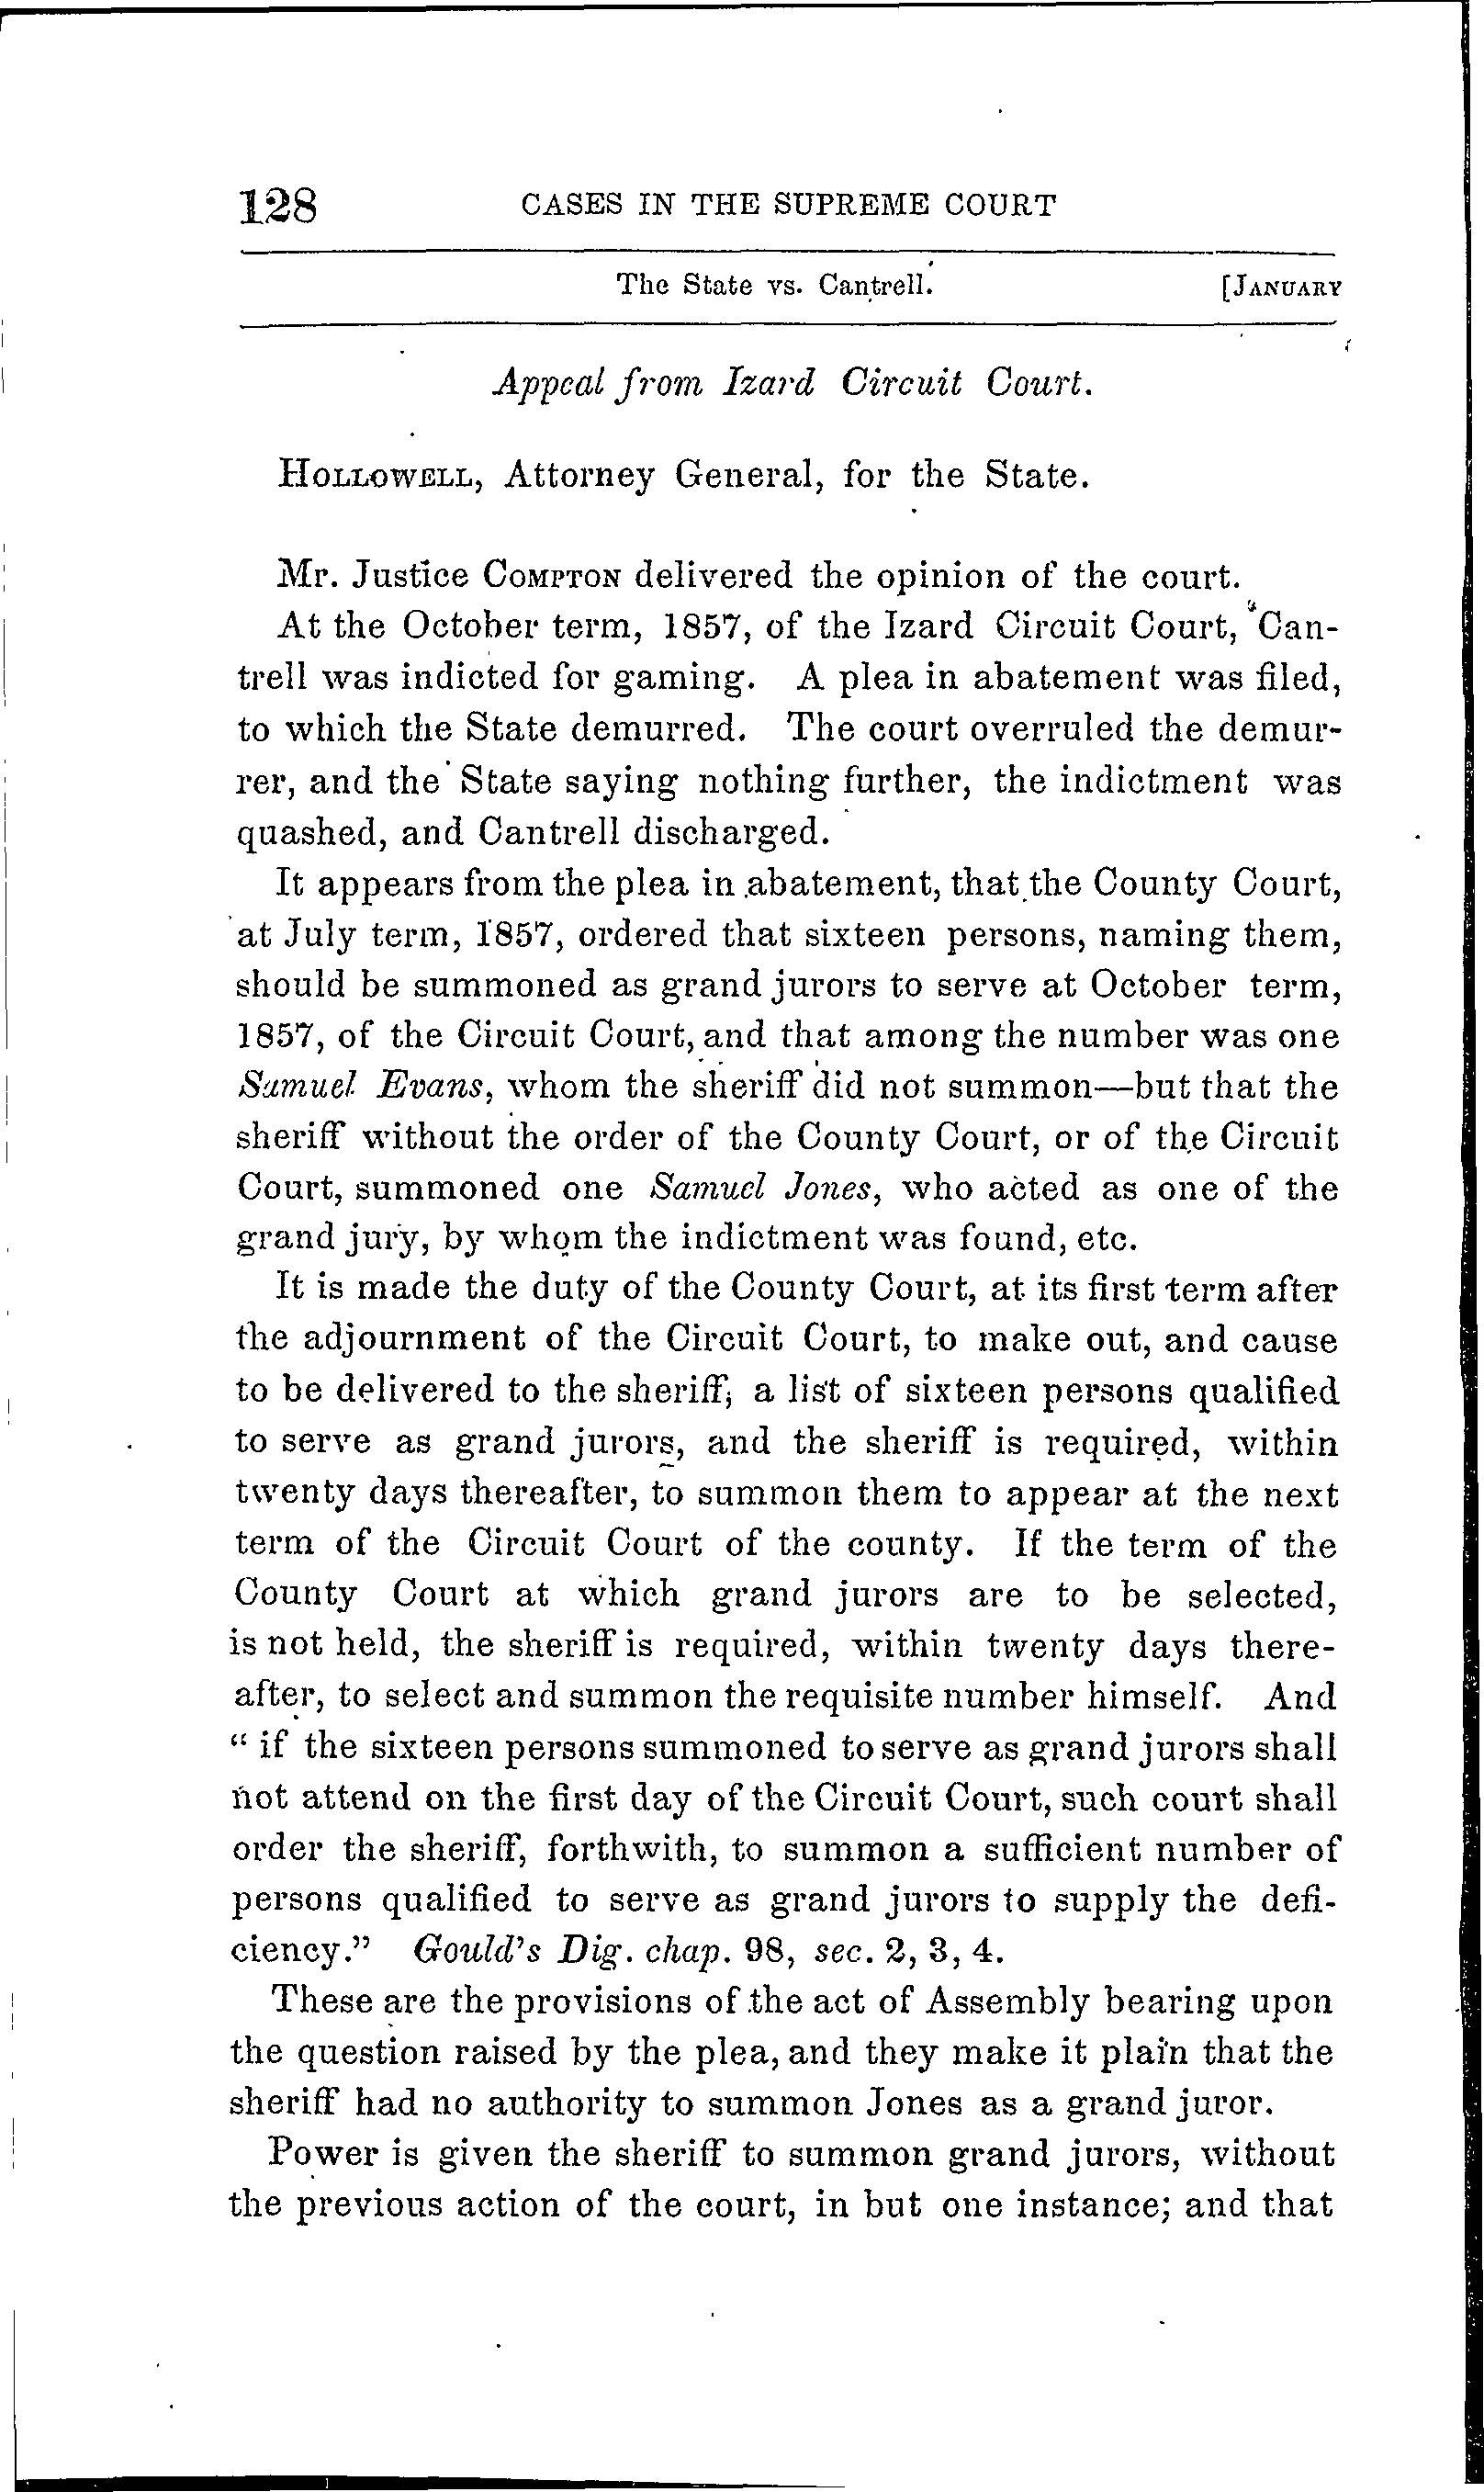 128 CASES IN THE SUPREME COURT
The State vs. Cantrell. [JANUARY
Appeal from Izard Circuit Court.
HOLLOWELL, Attorney General, for the State.
Mr. Justice COMPTON delivered the opinion of the court.
At the October term, 1857, of the Izard Circuit Court, Can-
trell was indicted for gaming. A plea in abatement was filed,
to which the State demurred. The court overruled the demur-
rer, and the State saying nothing further, the indictment was
quashed, and Cantrell discharged.
It appears from the plea in abatement, that the County Court,
at July term, 1857, ordered that sixteen persons, naming them,
should be summoned as grand jurors to serve at October term,
1857, of the Circuit Court, and that among the number was one
Samuel Evans, whom the sheriff did not summon—but that the
sheriff without the order of the County Court, or of the Circuit
Court, summoned one Samuel Jones, who acted as one of the
grand jury, by whom the indictment was found, etc.
It is made the duty of the County Court, at its first term after
the adjournment of the Circuit Court, to make out, and cause
to be delivered to the sheriff, a list of sixteen persons qualified
to serve as grand jurors, and the sheriff is required, within
twenty days thereafter, to summon them to appear at the next
term of the Circuit Court of the county. If the term of the
County Court at which grand jurors are to be selected,
is not held, the sheriff is required, within twenty days there-
after, to select and summon the requisite number himself. And
" if the sixteen persons summoned to serve as grand jurors shall
not attend on the first day of the Circuit Court, such court shall
order the sheriff, forthwith, to summon a sufficient number of
persons qualified to serve as grand jurors to supply the defi-
ciency." Gould's Dig. chap. 98, sec. 2, 3, 4.
These are the provisions of the act of Assembly bearing upon
the question raised by the plea, and they make it plain that the
sheriff had no authority to summon Jones as a grand juror.
Power is given the sheriff to summon grand jurors, without
the previous action of the court, in but one instance; and that